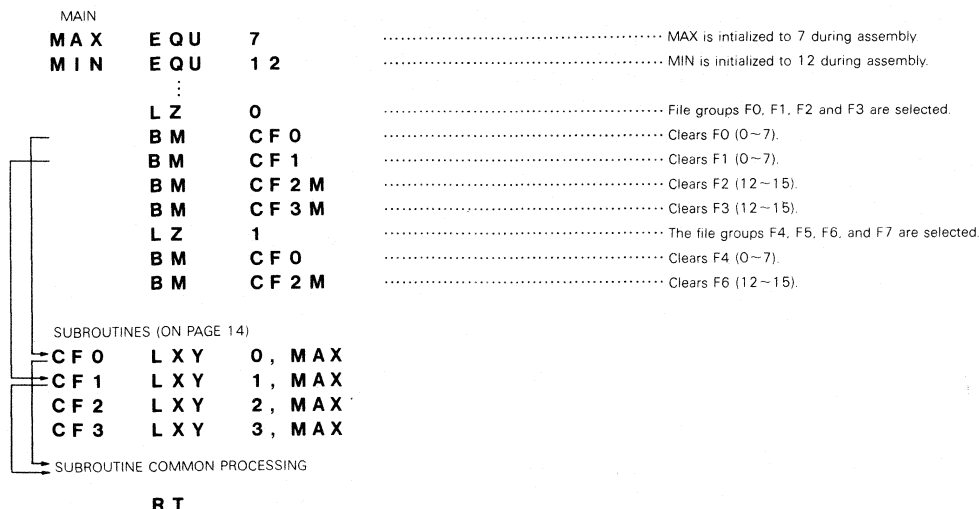 MAIN
MAX EQU 7 ........ MAX is intialized to 7 during assembly.
MIN EQU 12 ........ MIN is initialized to 12 during assembly.
⋮
LZ 0 ........ File groups F0, F1, F2 and F3 are selected.
BM CF0 ........ Clears F0 (0~7).
BM CF1 ........ Clears F1 (0~7).
BM CF2M ........ Clears F2 (12~15).
BM CF3M ........ Clears F3 (12~15).
LZ 1 ........ The file groups F4, F5, F6, and F7 are selected.
BM CF0 ........ Clears F4 (0~7).
BM CF2M ........ Clears F6 (12~15).
SUBROUTINES (ON PAGE 14)
CF0 LXY 0, MAX
CF1 LXY 1, MAX
CF2 LXY 2, MAX
CF3 LXY 3, MAX
SUBROUTINE COMMON PROCESSING
RT